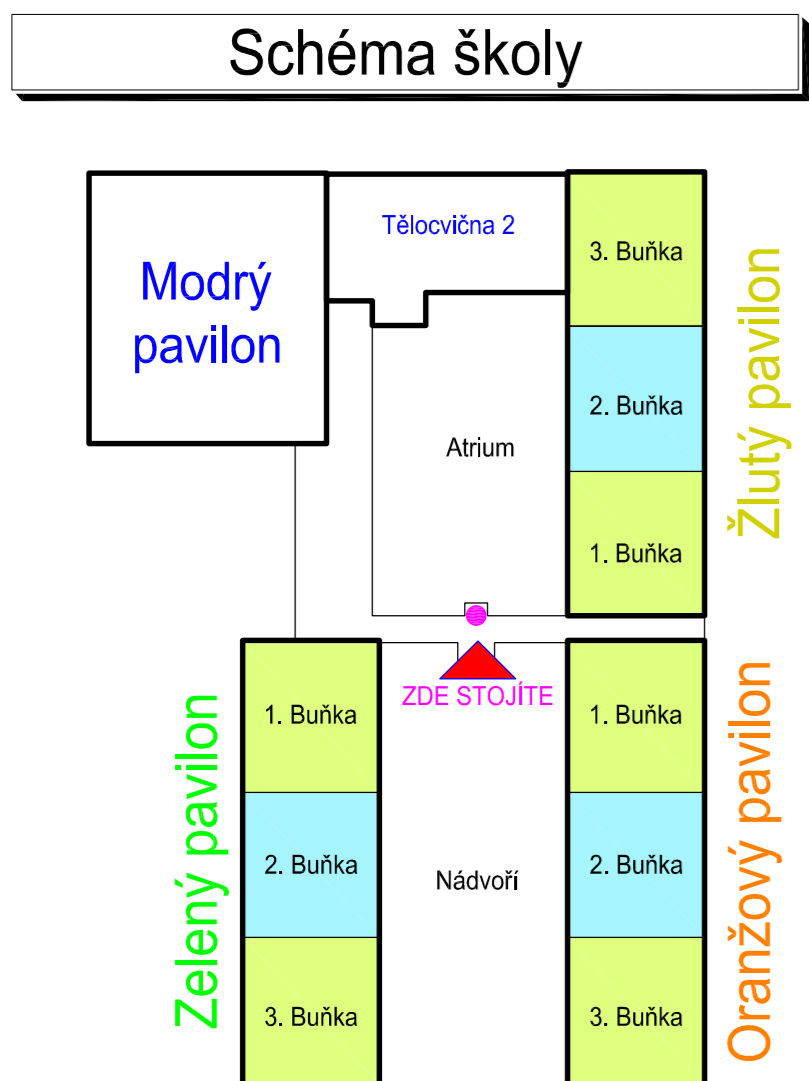 Schéma školy
Modrý
pavilon
Tělocvična 2
3. Buňka
2. Buňka
1. Buňka
Žlutý pavilon
Atrium
ZDE STOJÍTE
Zelený pavilon
1. Buňka
2. Buňka
3. Buňka
Nádvoří
1. Buňka
2. Buňka
3. Buňka
Oranžový pavilon